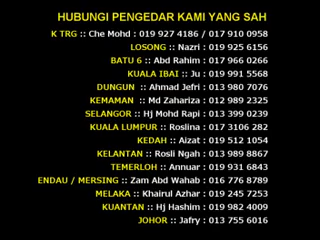 HUBUNGI PENGEDAR KAMI YANG SAH
K TRG :: Che Mohd : 019 927 4186 / 017 910 0958
LOSONG :: Nazri : 019 925 6156
BATU 6 :: Abd Rahim : 017 966 0266
KUALA IBAI :: Ju : 019 991 5568
DUNGUN :: Ahmad Jefri : 013 980 7076
KEMAMAN :: Md Zahariza : 012 989 2325
SELANGOR :: Hj Mohd Rapi : 013 399 0239
KUALA LUMPUR :: Roslina : 017 3106 282
KEDAH :: Aizat : 019 512 1054
KELANTAN :: Rosli Ngah : 013 989 8867
TEMERLOH :: Annuar : 019 931 6843
ENDAU / MERSING :: Zam Abd Wahab : 016 776 8789
MELAKA :: Khairul Azhar : 019 245 7253
KUANTAN :: Hj Hashim : 019 982 4009
JOHOR :: Jafry : 013 755 6016